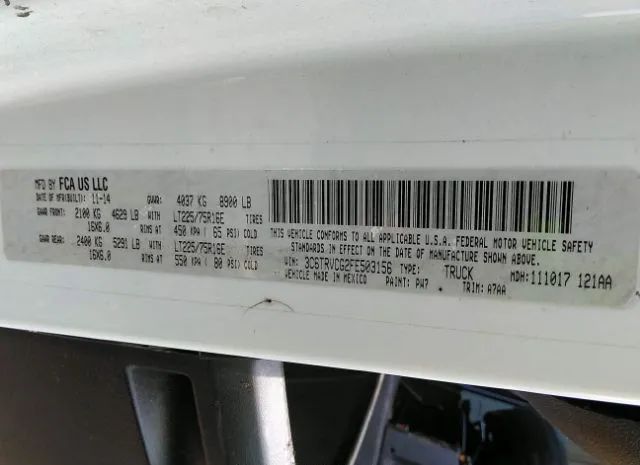 MFD BY FCA US LLC
DATE OF MFR(BUILT): 11-14 GVWR: 4037 KG 8900 LB
GAWR FRONT: 2100 KG 4629 LB WITH LT225/75R16E TIRES
16X6.0 RIMS AT 450 KPA ( 65 PSI) COLD
GAWR REAR: 2400 KG 5291 LB WITH LT225/75R16E TIRES
16X6.0 RIMS AT 550 KPA ( 80 PSI) COLD
THIS VEHICLE CONFORMS TO ALL APPLICABLE U.S.A. FEDERAL MOTOR VEHICLE SAFETY
STANDARDS IN EFFECT ON THE DATE OF MANUFACTURE SHOWN ABOVE.
VIN: 3C6TRVCG2FE503156 TYPE: TRUCK MDH: 111017 121AA
VEHICLE MADE IN MEXICO PAINT: PW7 TRIM: A7AA